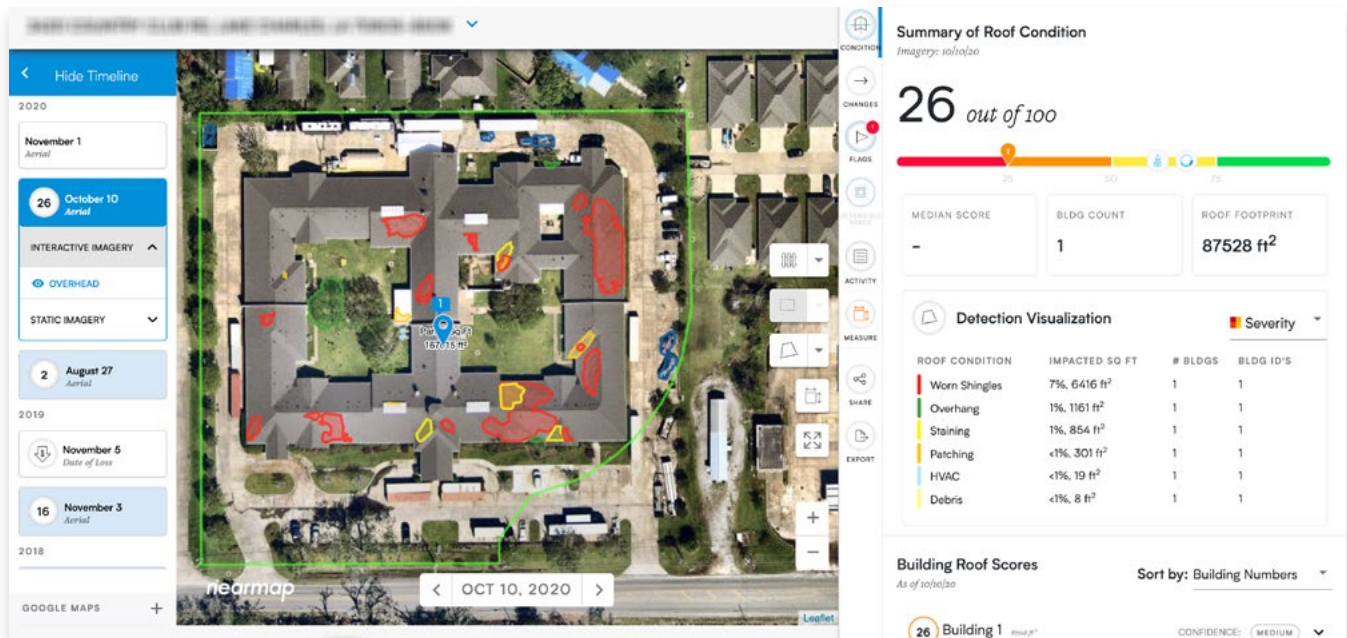 Hide Timeline
2020
November 1
Aerial
26
October 10
Aerial
INTERACTIVE IMAGERY
OVERHEAD
STATIC IMAGERY
2
August 27
Aerial
2019
November 5
Date of Loss
16
November 3
Aerial
2018
GOOGLE MAPS +
1
nearmap
< OCT 10, 2020 >
+
−
Leaflet
CONDITION
CHANGES
1
FLAGS
ACTIVITY
MEASURE
SHARE
EXPORT
Summary of Roof Condition
Imagery: 10/10/20
26 out of 100
1
25 50 75
MEDIAN SCORE
-
BLDG COUNT
1
ROOF FOOTPRINT
87528 ft²
Detection Visualization
Severity
ROOF CONDITION IMPACTED SQ FT # BLDGS BLDG ID'S
Worn Shingles 7%, 6416 ft² 1 1
Overhang 1%, 1161 ft² 1 1
Staining 1%, 854 ft² 1 1
Patching <1%, 301 ft² 1 1
HVAC <1%, 19 ft² 1 1
Debris <1%, 8 ft² 1 1
Building Roof Scores
As of 10/10/20
Sort by: Building Numbers
26 Building 1
CONFIDENCE: MEDIUM